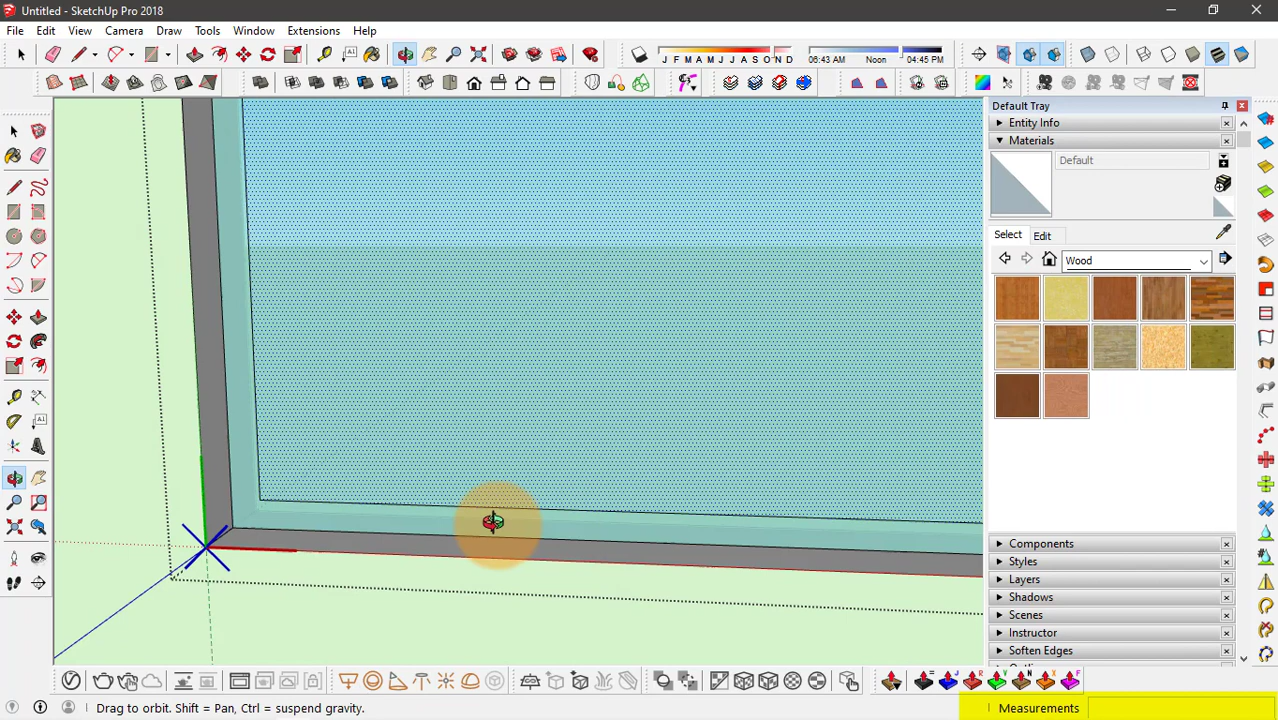 Untitled - SketchUp Pro 2018
File Edit View Camera Draw Tools Window Extensions Help
J F M A M J J A S O N D
06:43 AM Noon 04:45 PM
Default Tray
Entity Info
Materials
Default
Select Edit
Wood
Components
Styles
Layers
Shadows
Scenes
Instructor
Soften Edges
Drag to orbit. Shift = Pan, Ctrl = suspend gravity.
Measurements